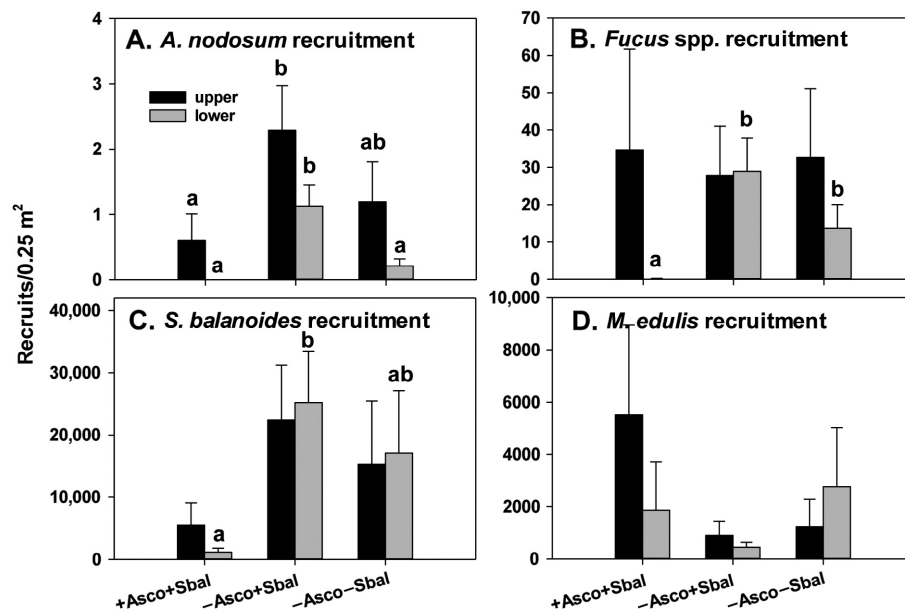 A. A. nodosum recruitment
4
3
2
1
0
upper
lower
a
a
b
b
ab
a
B. Fucus spp. recruitment
70
60
50
40
30
20
10
0
a
b
b
Recruits/0.25 m²
C. S. balanoides recruitment
40,000
30,000
20,000
10,000
0
a
b
ab
+Asco+Sbal
−Asco+Sbal
−Asco−Sbal
D. M. edulis recruitment
10,000
8000
6000
4000
2000
0
+Asco+Sbal
−Asco+Sbal
−Asco−Sbal